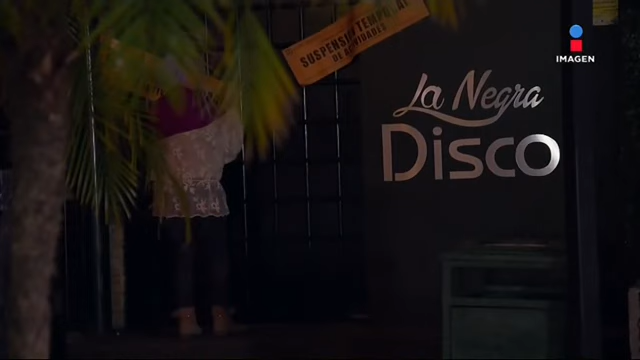 SUSPENSIÓN TEMPORAL
DE ACTIVIDADES
IMAGEN
La Negra
Disco